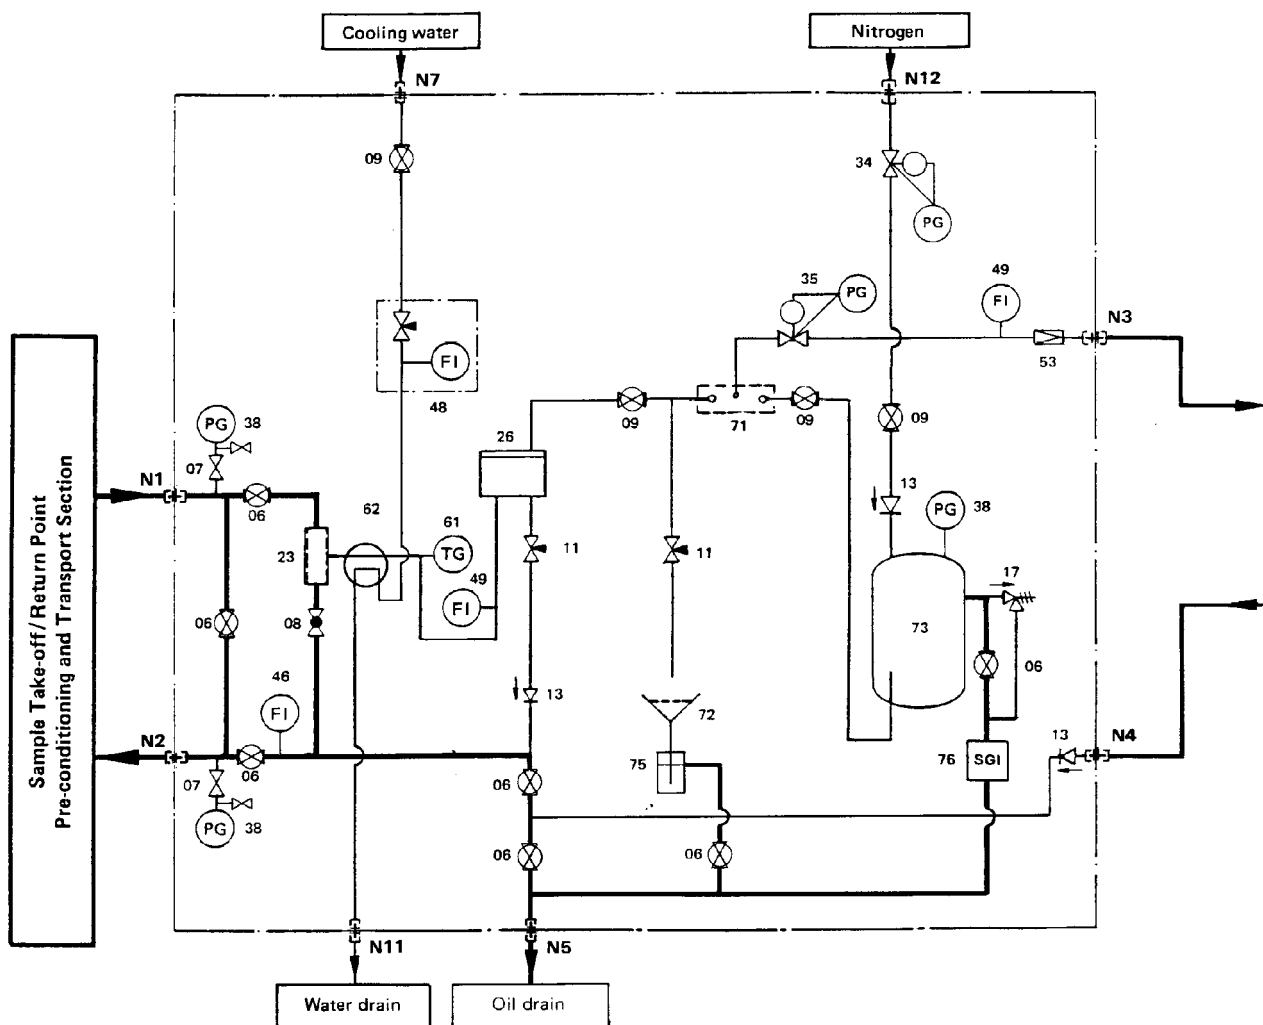 Cooling water
Nitrogen
N7
N12
09
34
PG
49
35
PG
FI
N3
53
FI
48
PG
38
26
09
71
09
09
07
N1
06
62
61
13
PG
38
23
TG
11
11
49
17
FI
06
08
73
46
06
FI
13
72
N2
13
N4
06
75
76
SGI
07
06
PG
38
06
06
N11
N5
Water drain
Oil drain
Sample Take-off/Return Point
Pre-conditioning and Transport Section